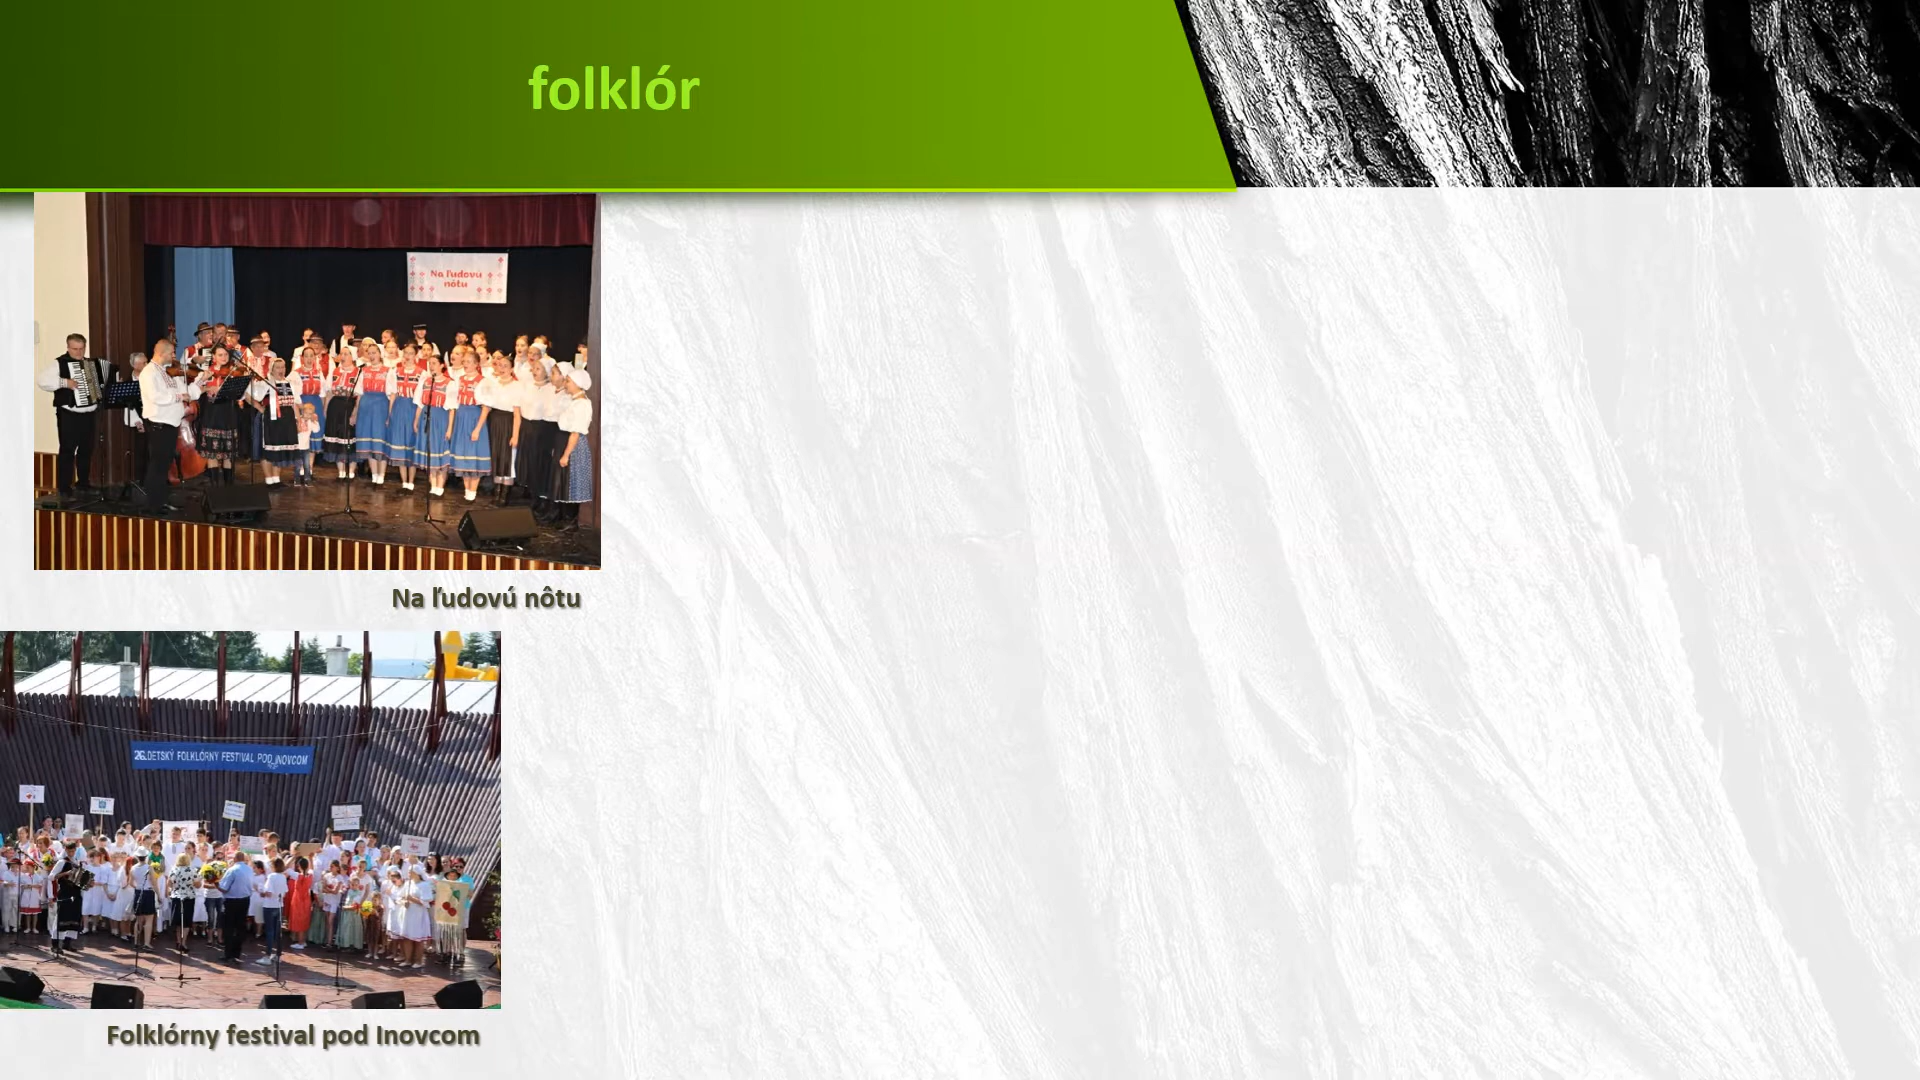 folklór
Na ľudovú
nôtu
Na ľudovú nôtu
26.DETSKÝ FOLKLÓRNY FESTIVAL POD INOVCOM
Folklórny festival pod Inovcom